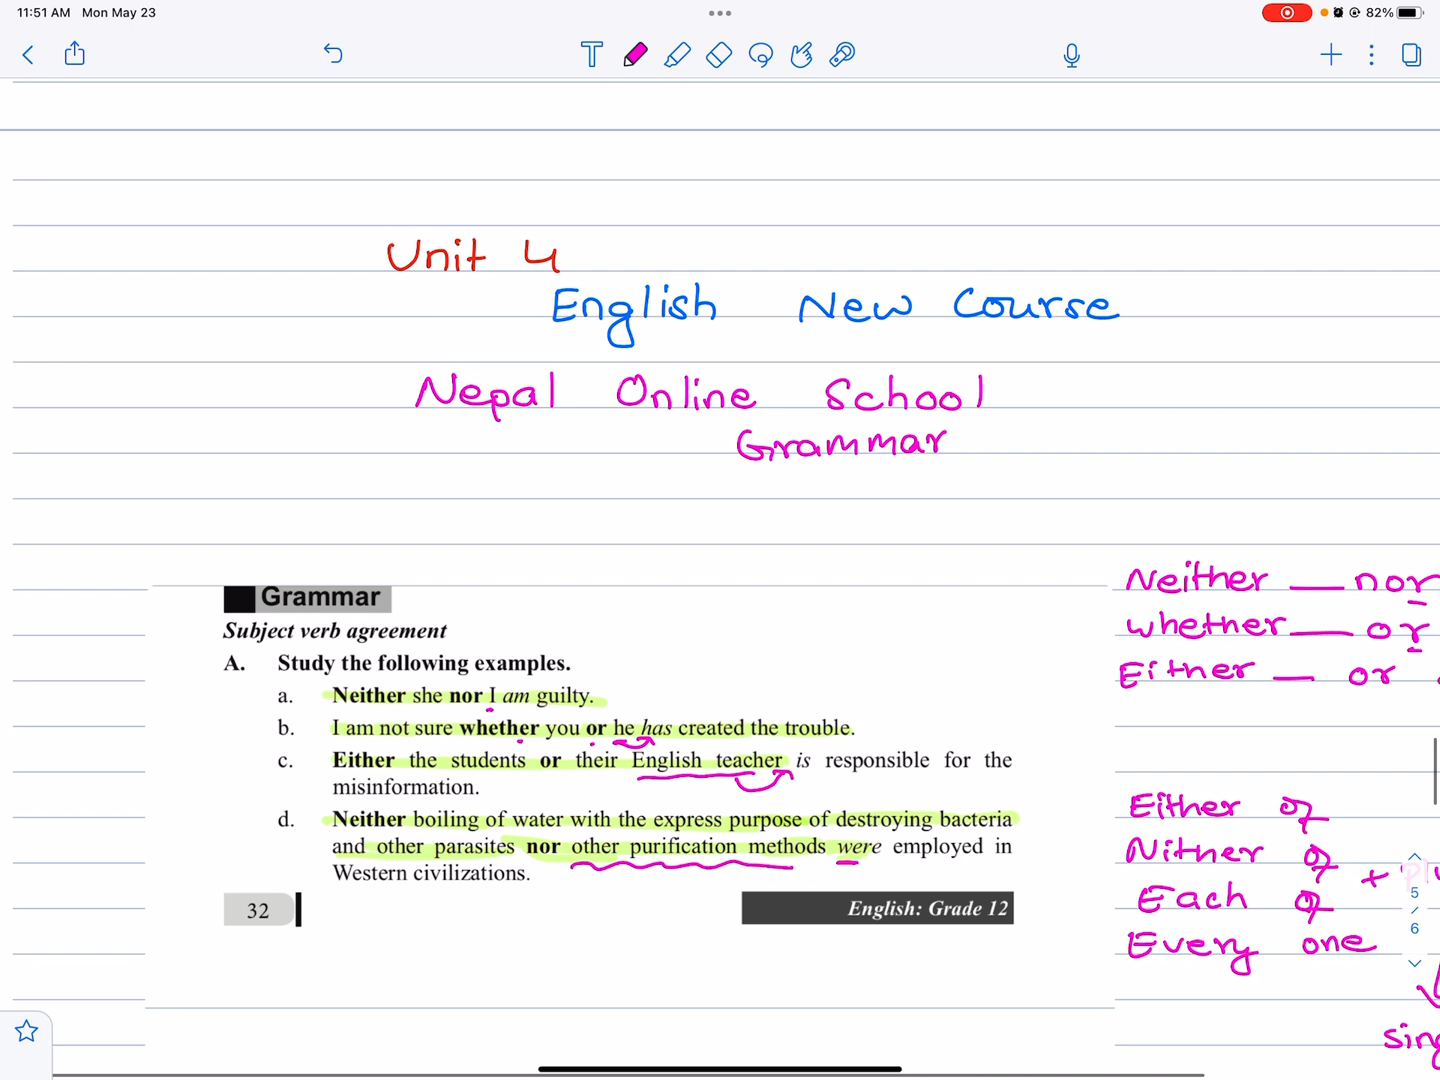 11:51 AM Mon May 23
82%
Unit 4
English New Course
Nepal Online School
Grammar
Grammar
Subject verb agreement
A. Study the following examples.
a. Neither she nor I am guilty.
b. I am not sure whether you or he has created the trouble.
c. Either the students or their English teacher is responsible for the
misinformation.
d. Neither boiling of water with the express purpose of destroying bacteria
and other parasites nor other purification methods were employed in
Western civilizations.
32
English: Grade 12
Neither __ nor
whether __ or
Either __ or
Either of
Nither of
Each of +
Every one
5
/
6
sing